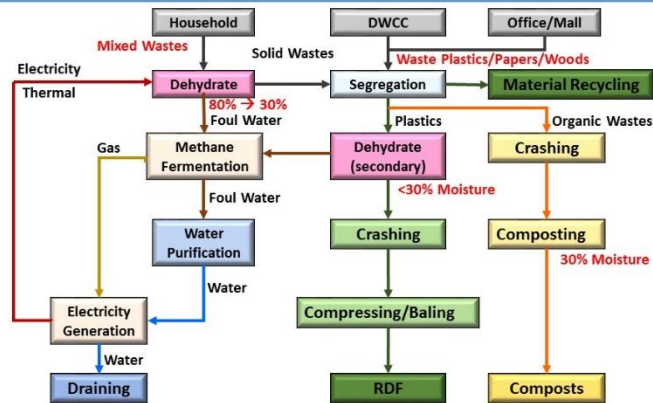 Household
DWCC
Office/Mall
Mixed Wastes
Solid Wastes
Waste Plastics/Papers/Woods
Electricity
Thermal
Dehydrate
Segregation
Material Recycling
80% → 30%
Foul Water
Plastics
Organic Wastes
Gas
Methane
Fermentation
Dehydrate
(secondary)
Crashing
<30% Moisture
Foul Water
Water
Purification
Crashing
Composting
30% Moisture
Water
Electricity
Generation
Compressing/Baling
Water
Draining
RDF
Composts